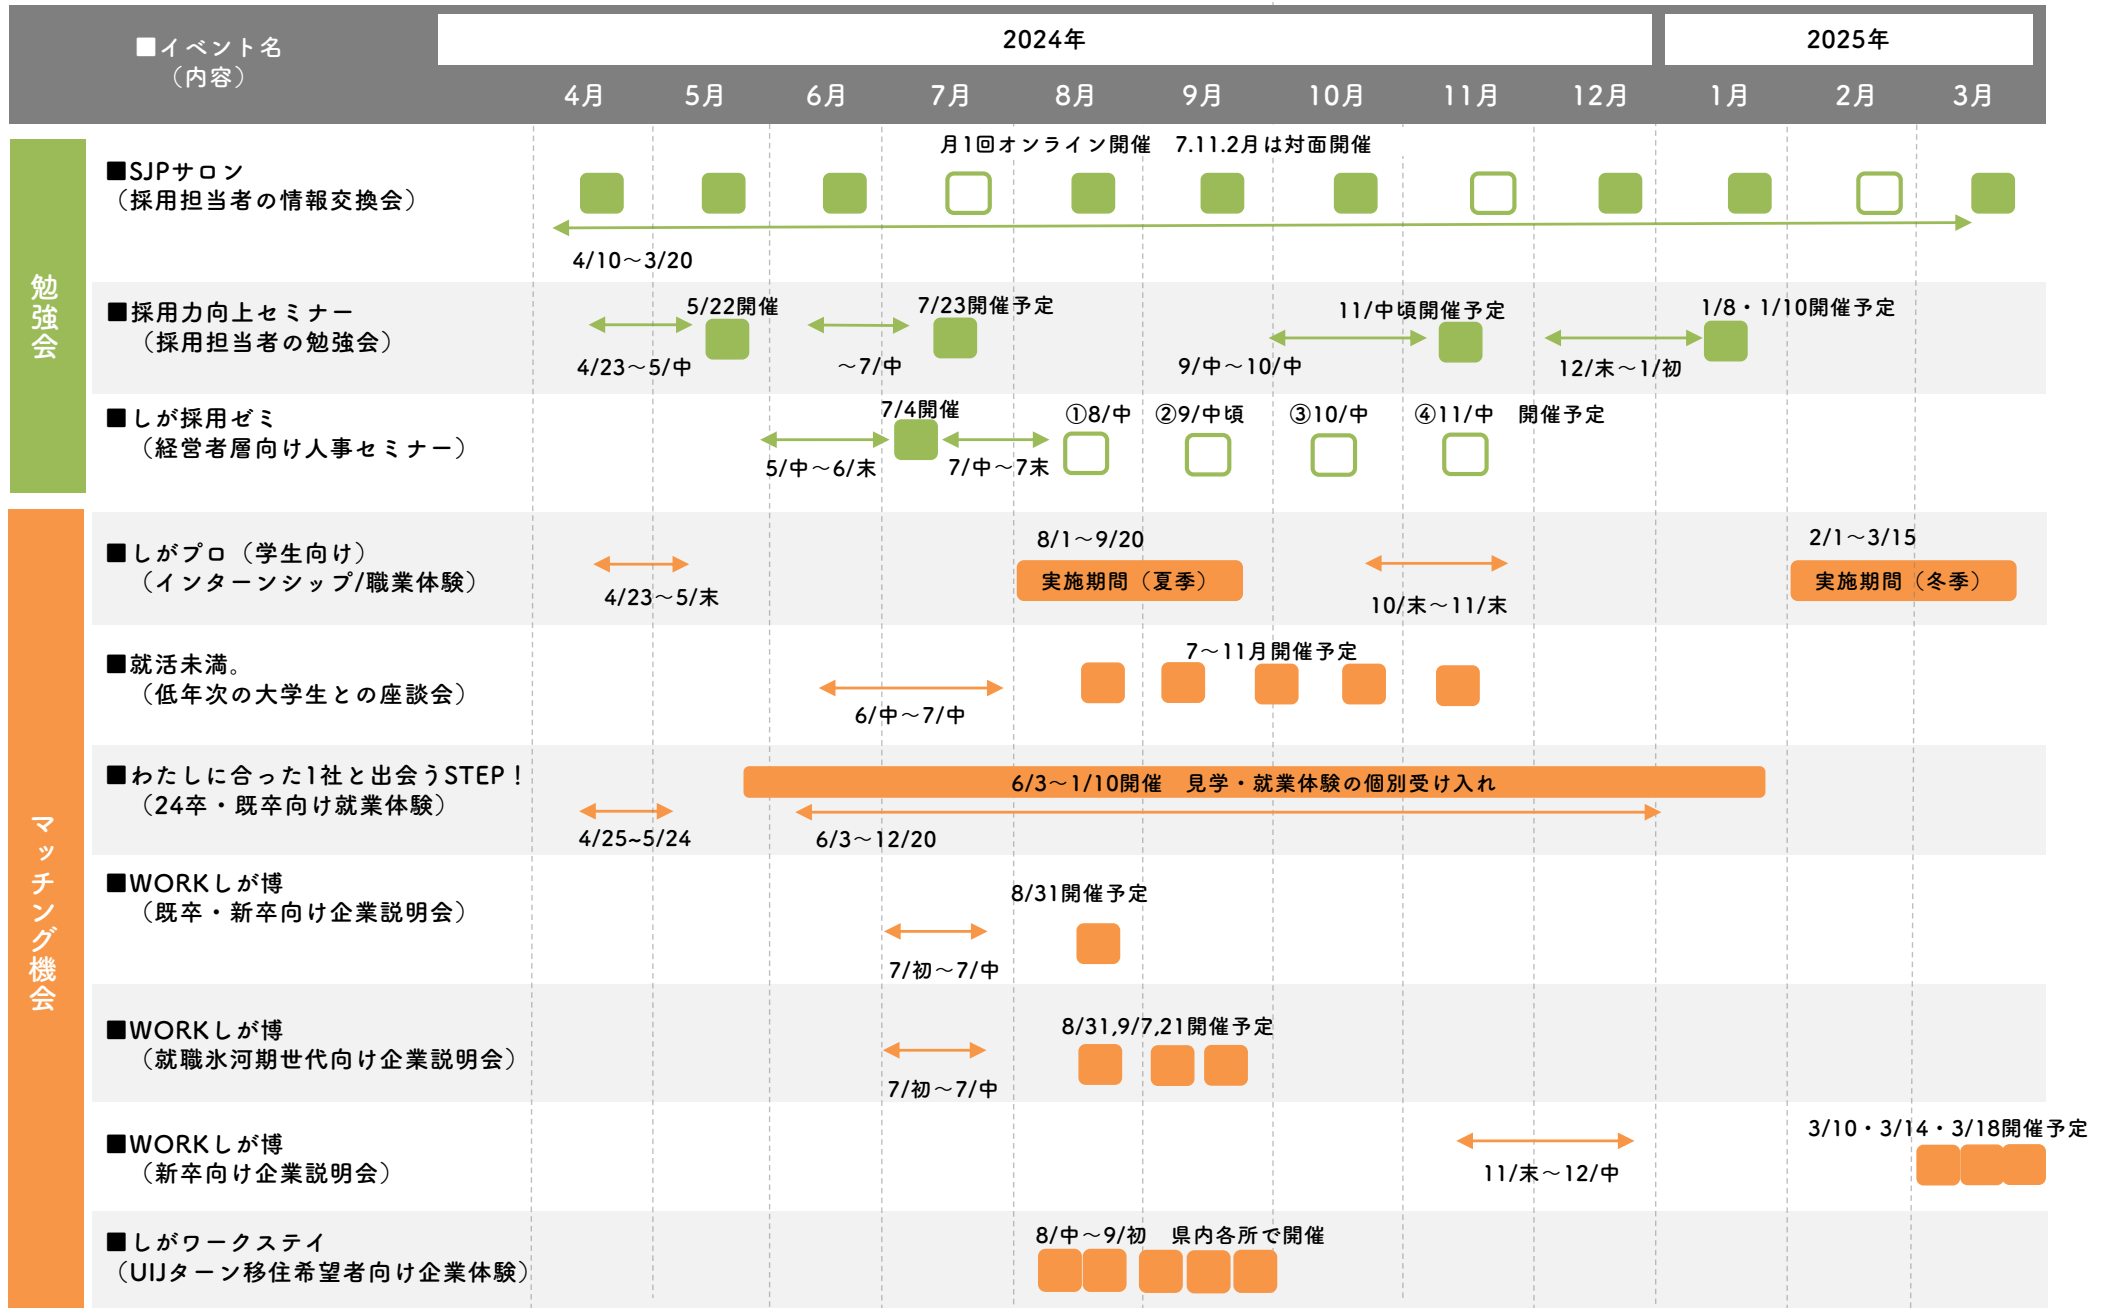 ■イベント名
（内容）
2024年
2025年
4月 5月 6月 7月 8月 9月 10月 11月 12月 1月 2月 3月
勉強会
月1回オンライン開催　7.11.2月は対面開催
■SJPサロン
（採用担当者の情報交換会）
4/10～3/20
■採用力向上セミナー
（採用担当者の勉強会）
5/22開催
7/23開催予定
11/中頃開催予定
1/8・1/10開催予定
4/23～5/中
～7/中
9/中～10/中
12/末～1/初
■しが採用ゼミ
（経営者層向け人事セミナー）
7/4開催
①8/中
②9/中頃
③10/中
④11/中　開催予定
5/中～6/末
7/中～7末
マッチング機会
■しがプロ（学生向け）
（インターンシップ/職業体験）
8/1～9/20
2/1～3/15
実施期間（夏季）
実施期間（冬季）
4/23～5/末
10/末～11/末
■就活未満。
（低年次の大学生との座談会）
7～11月開催予定
6/中～7/中
■わたしに合った1社と出会うSTEP！
（24卒・既卒向け就業体験）
6/3～1/10開催　見学・就業体験の個別受け入れ
4/25~5/24
6/3～12/20
■WORKしが博
（既卒・新卒向け企業説明会）
8/31開催予定
7/初～7/中
■WORKしが博
（就職氷河期世代向け企業説明会）
8/31,9/7,21開催予定
7/初～7/中
■WORKしが博
（新卒向け企業説明会）
3/10・3/14・3/18開催予定
11/末～12/中
■しがワークステイ
（UIJターン移住希望者向け企業体験）
8/中～9/初　県内各所で開催